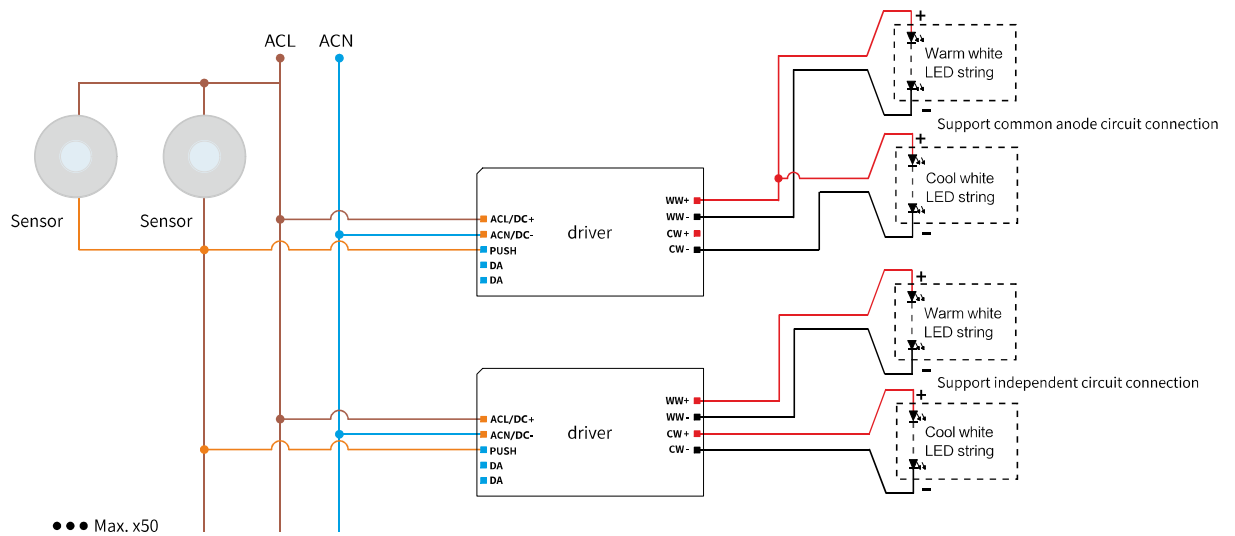 ACL ACN
+
Warm white
LED string
-
Support common anode circuit connection
+
Cool white
LED string
-
Sensor Sensor
driver
ACL/DC+
ACN/DC-
PUSH
DA
DA
WW+
WW-
CW+
CW-
+
Warm white
LED string
-
Support independent circuit connection
+
Cool white
LED string
-
driver
ACL/DC+
ACN/DC-
PUSH
DA
DA
WW+
WW-
CW+
CW-
●●● Max. x50